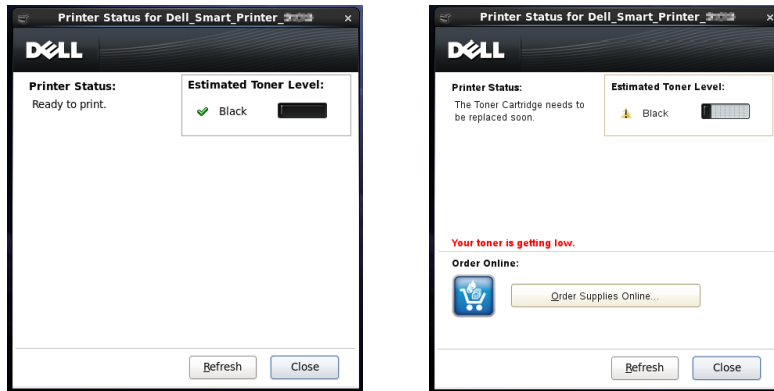 Printer Status for Dell_Smart_Printer_
DELL
Printer Status:
Ready to print.
Estimated Toner Level:
Black
Refresh
Close
Printer Status for Dell_Smart_Printer_
DELL
Printer Status:
The Toner Cartridge needs to
be replaced soon.
Estimated Toner Level:
Black
Your toner is getting low.
Order Online:
Order Supplies Online...
Refresh
Close